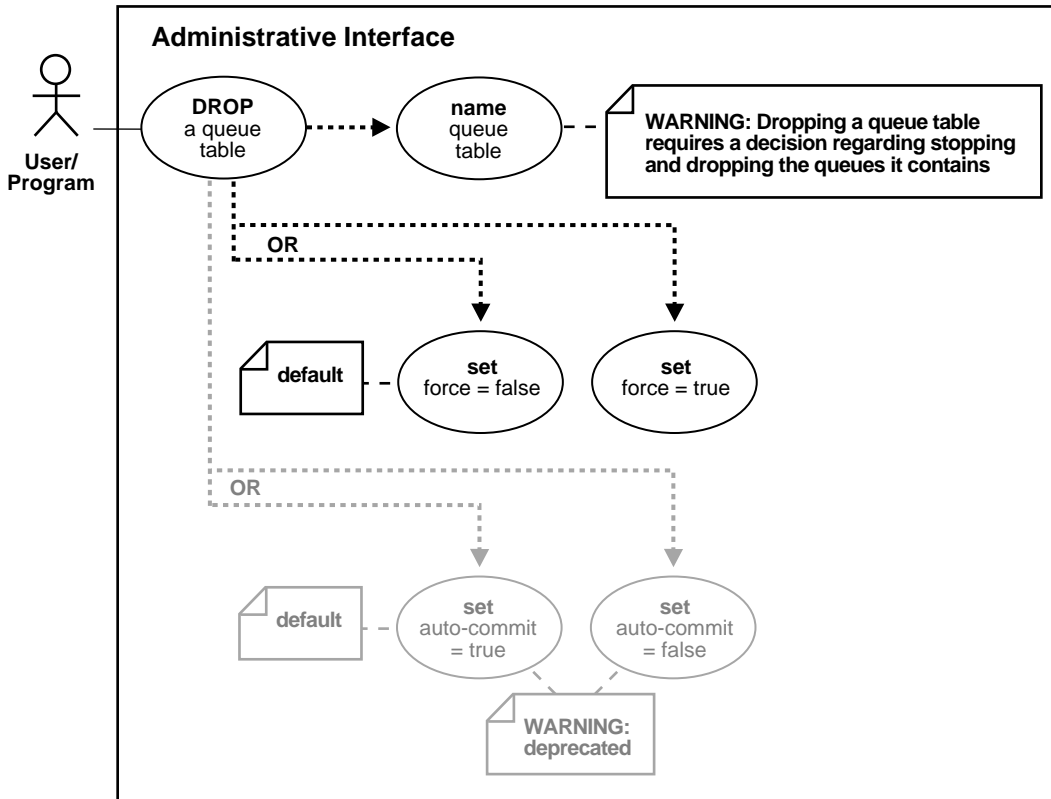 Administrative Interface
User/
Program
DROP
a queue
table
name
queue
table
WARNING: Dropping a queue table
requires a decision regarding stopping
and dropping the queues it contains
OR
default
set
force = false
set
force = true
OR
default
set
auto-commit
= true
set
auto-commit
= false
WARNING:
deprecated